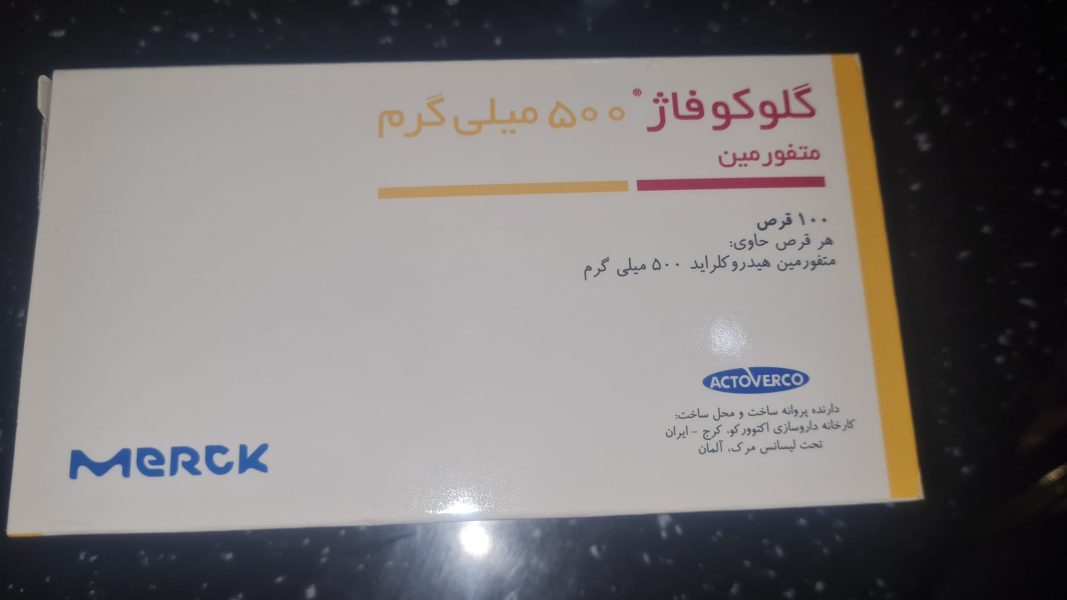 گلوکوفاژ® ۵۰۰ میلی گرم
متفورمین
۱۰۰ قرص
هر قرص حاوی:
متفورمین هیدروکلراید ۵۰۰ میلی گرم
ACTOVERCO
دارنده پروانه ساخت و محل ساخت:
کارخانه داروسازی اکتوورکو، کرج - ایران
تحت لیسانس مرک، آلمان
MERCK